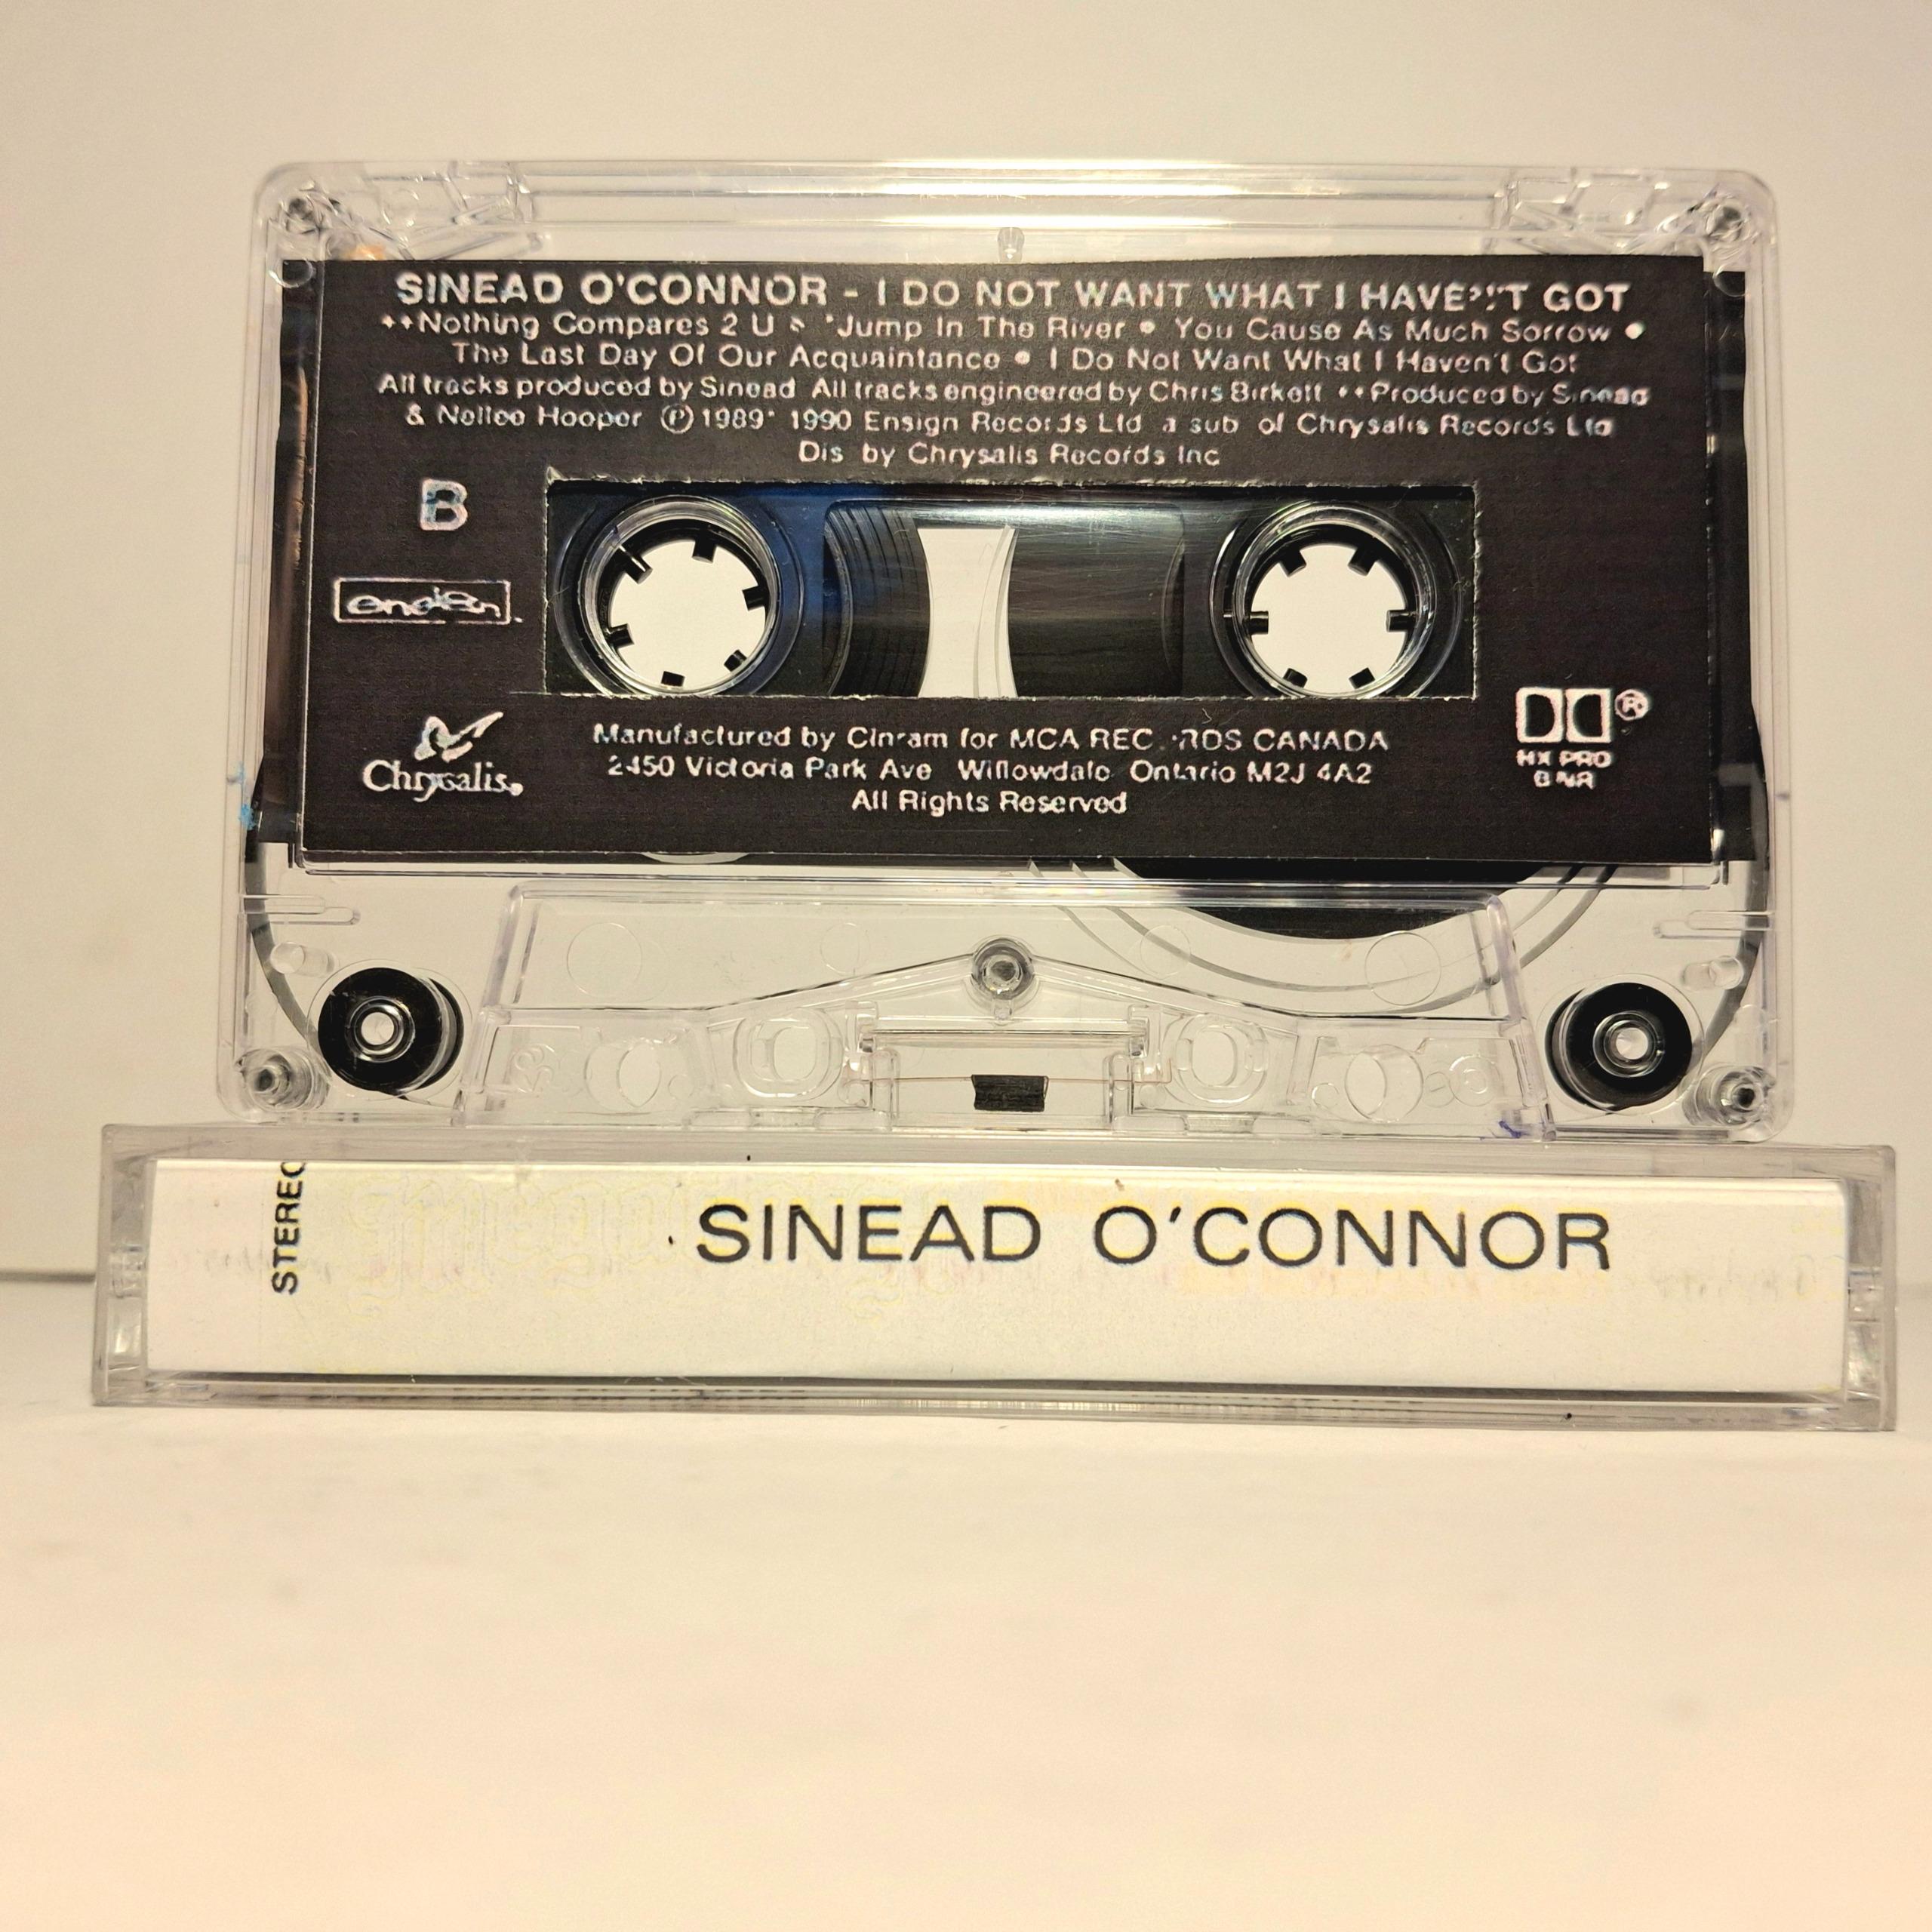 SINEAD O'CONNOR - I DO NOT WANT WHAT I HAVEN'T GOT
**Nothing Compares 2 U • *Jump In The River • You Cause As Much Sorrow •
The Last Day Of Our Acquaintance • I Do Not Want What I Haven't Got
All tracks produced by Sinead All tracks engineered by Chris Birkett **Produced by Sinead
& Nellee Hooper Ⓟ 1989* 1990 Ensign Records Ltd a sub of Chrysalis Records Ltd
Dis by Chrysalis Records Inc
B
ensign
Chrysalis
Manufactured by Cinram for MCA RECORDS CANADA
2450 Victoria Park Ave Willowdale Ontario M2J 4A2
All Rights Reserved
HX PRO
B NR
STEREO
SINEAD O'CONNOR